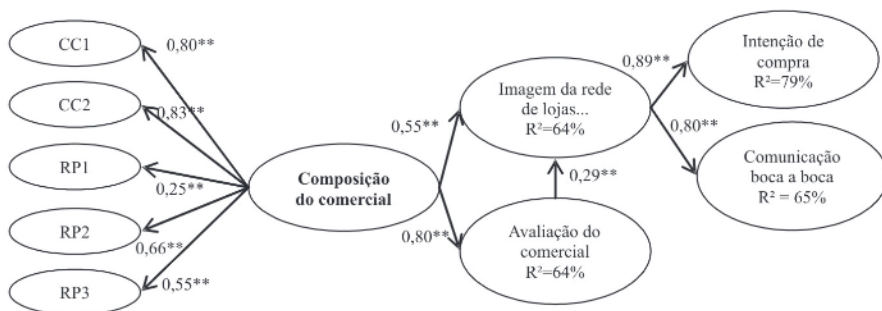 CC1
0,80**
CC2
0,83**
RP1
0,25**
RP2
0,66**
RP3
0,55**
Composição
do comercial
0,55**
0,80**
Imagem da rede
de lojas...
R²=64%
0,29**
Avaliação do
comercial
R²=64%
0,89**
0,80**
Intenção de
compra
R²=79%
Comunicação
boca a boca
R² = 65%